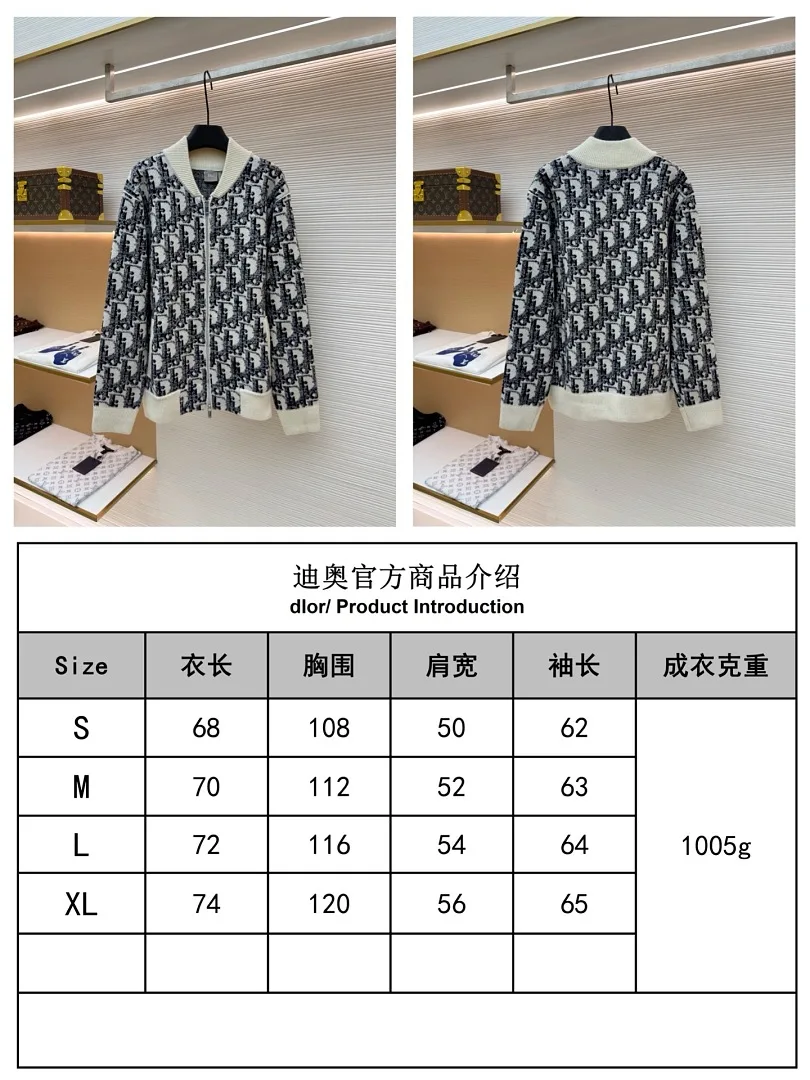 迪奥官方商品介绍
dIor/ Product Introduction
Size 衣长 胸围 肩宽 袖长 成衣克重
S 68 108 50 62
M 70 112 52 63
L 72 116 54 64
1005g
XL 74 120 56 65